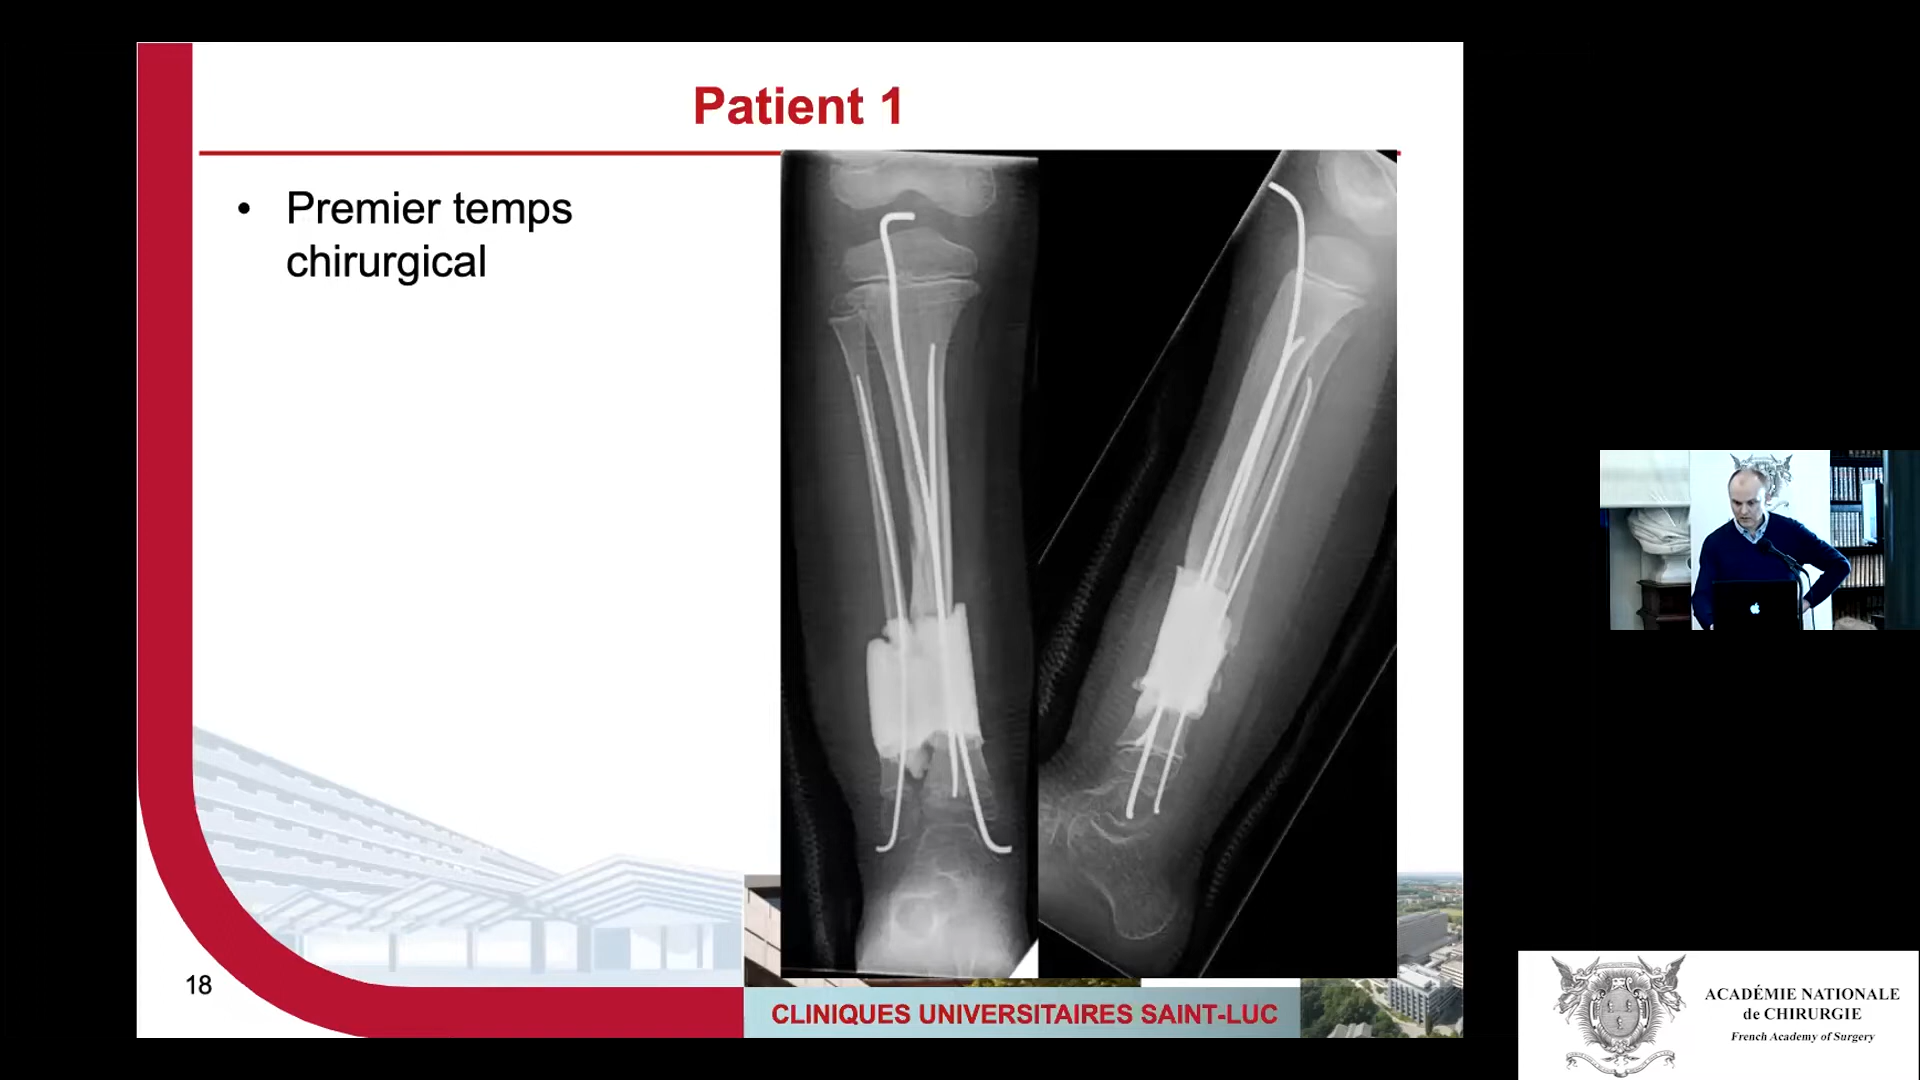 Patient 1
• Premier temps
chirurgical
18
CLINIQUES UNIVERSITAIRES SAINT-LUC
ACADÉMIE NATIONALE
de CHIRURGIE
French Academy of Surgery